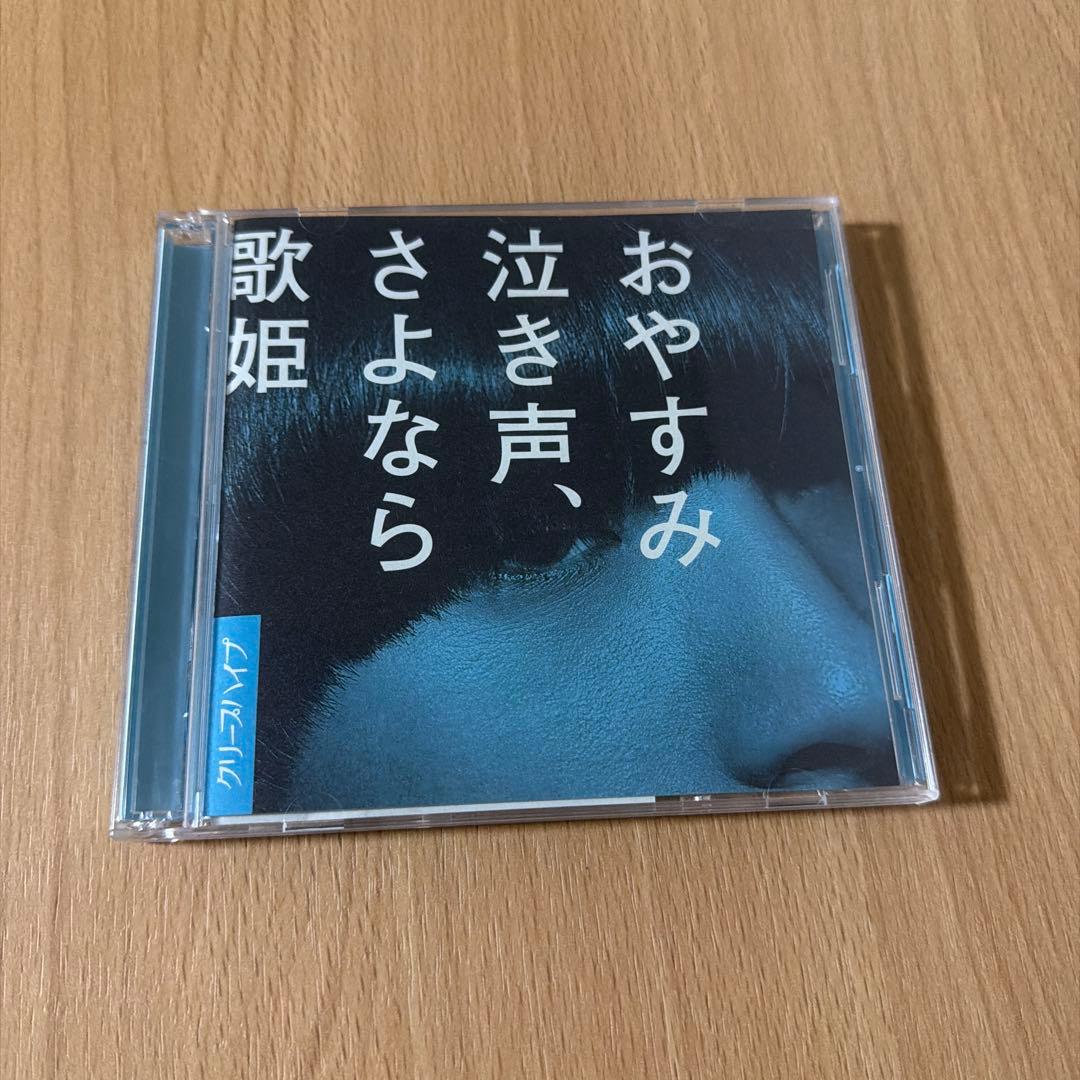 おやすみ
泣き声、
さよなら
歌姫
クリープハイプ